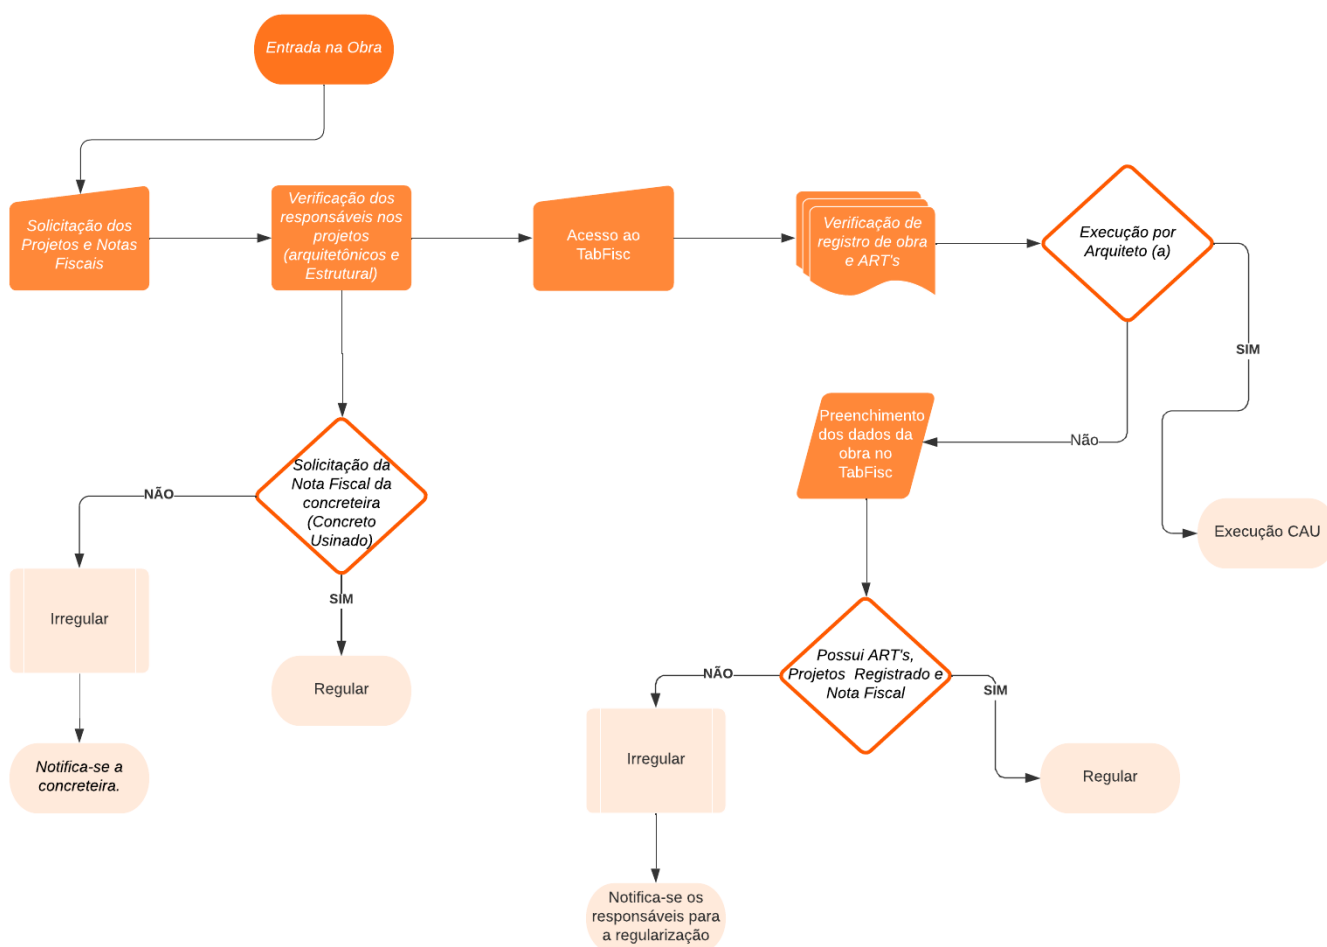 Entrada na Obra
Solicitação dos
Projetos e Notas
Fiscais
Verificação dos
responsáveis nos
projetos
(arquitetônicos e
Estrutural)
Acesso ao
TabFisc
Verificação de
registro de obra
e ART's
Execução por
Arquiteto (a)
SIM
Não
Preenchimento
dos dados da
obra no
TabFisc
Execução CAU
Solicitação da
Nota Fiscal da
concreteira
(Concreto
Usinado)
NÃO
SIM
Irregular
Regular
Notifica-se a
concreteira.
Possui ART's,
Projetos Registrado e
Nota Fiscal
NÃO
SIM
Irregular
Regular
Notifica-se os
responsáveis para
a regularização